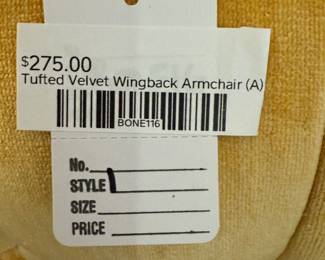 $275.00
Tufted Velvet Wingback Armchair (A)
BONE116
No.
STYLE
SIZE
PRICE